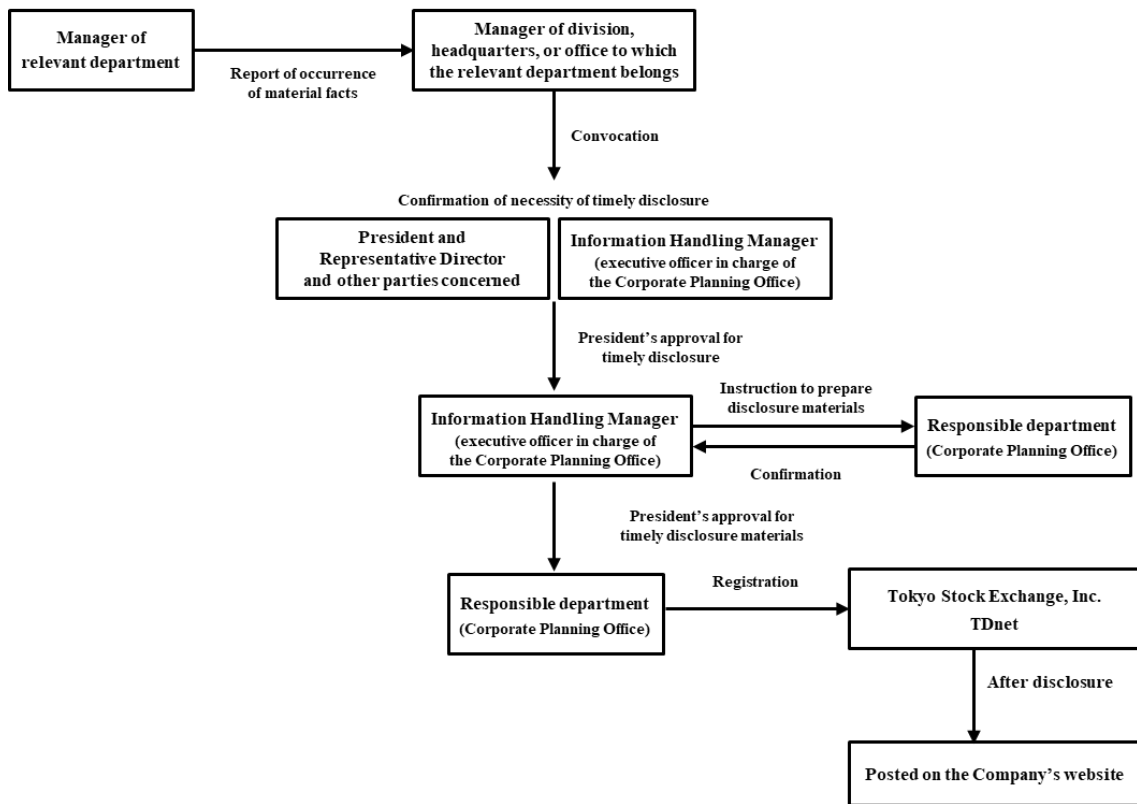 Manager of
relevant department
Report of occurrence
of material facts
Manager of division,
headquarters, or office to which
the relevant department belongs
Convocation
Confirmation of necessity of timely disclosure
President and
Representative Director
and other parties concerned
Information Handling Manager
(executive officer in charge of
the Corporate Planning Office)
President’s approval for
timely disclosure
Information Handling Manager
(executive officer in charge of
the Corporate Planning Office)
Instruction to prepare
disclosure materials
Responsible department
(Corporate Planning Office)
Confirmation
President’s approval for
timely disclosure materials
Responsible department
(Corporate Planning Office)
Registration
Tokyo Stock Exchange, Inc.
TDnet
After disclosure
Posted on the Company’s website